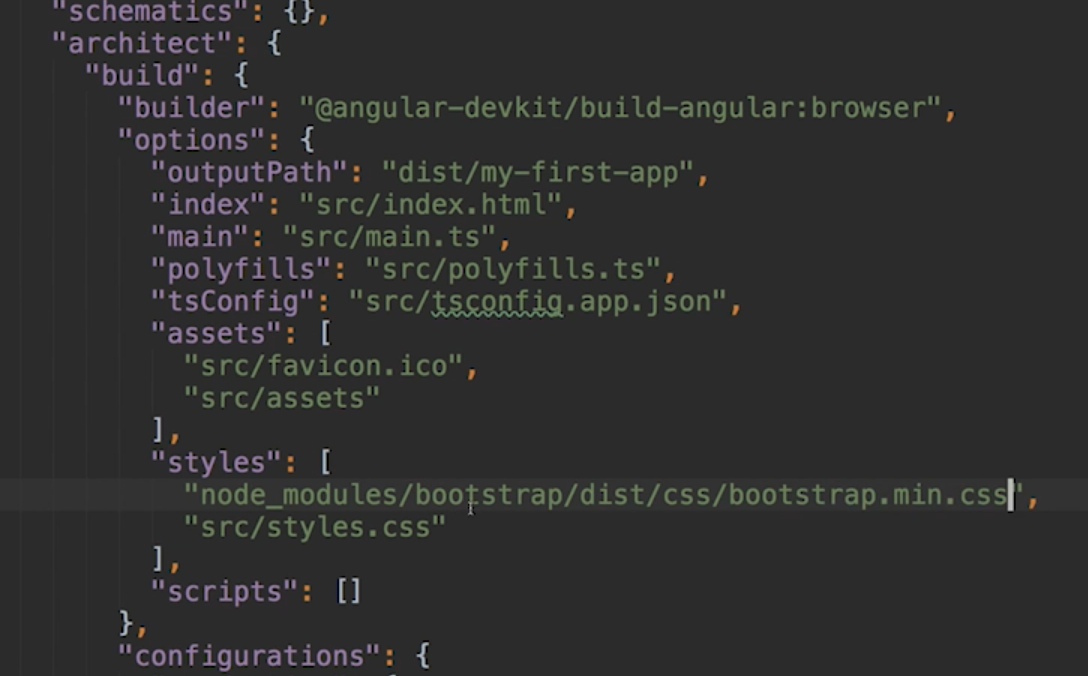 "schematics": {},
"architect": {
"build": {
"builder": "@angular-devkit/build-angular:browser",
"options": {
"outputPath": "dist/my-first-app",
"index": "src/index.html",
"main": "src/main.ts",
"polyfills": "src/polyfills.ts",
"tsConfig": "src/tsconfig.app.json",
"assets": [
"src/favicon.ico",
"src/assets"
],
"styles": [
"node_modules/bootstrap/dist/css/bootstrap.min.css",
"src/styles.css"
],
"scripts": []
},
"configurations": {